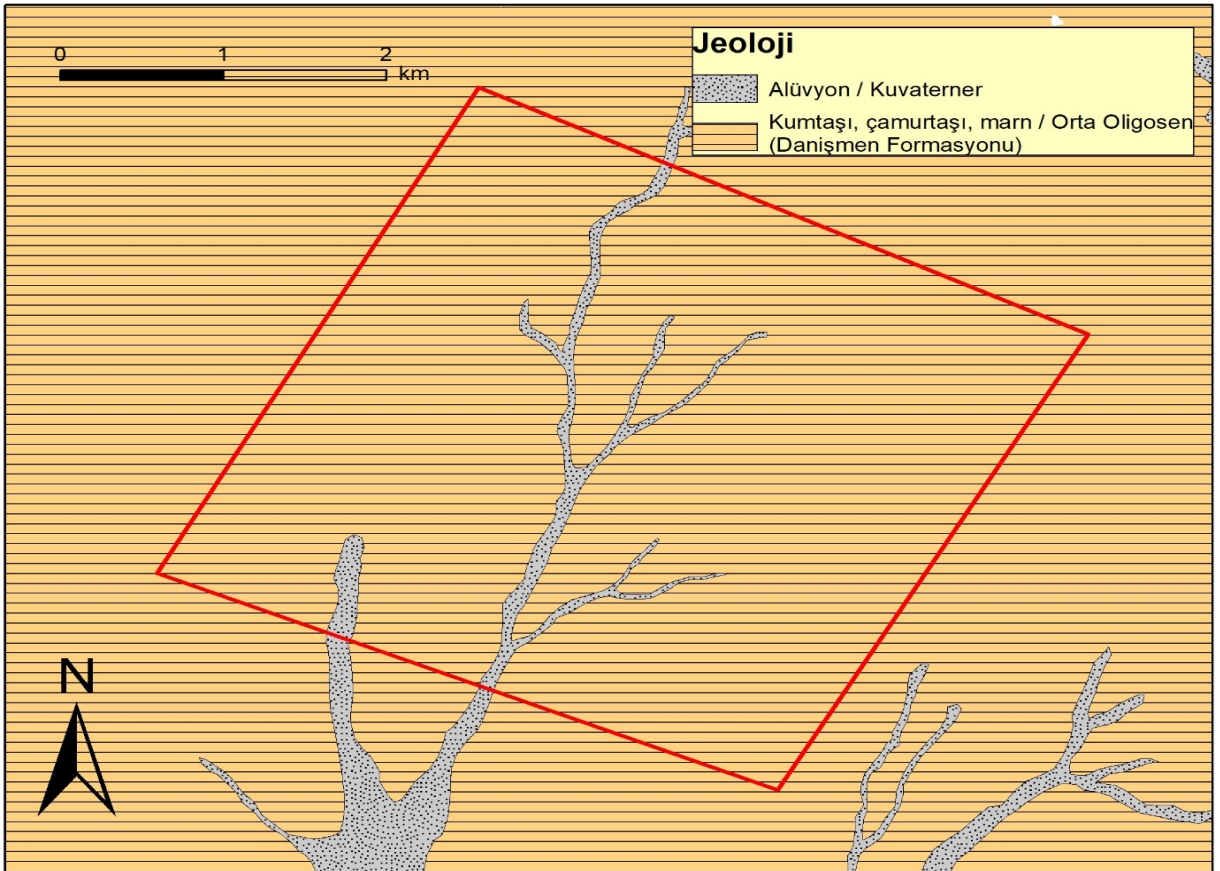 0 1 2
km
Jeoloji
Alüvyon / Kuvaterner
Kumtaşı, çamurtaşı, marn / Orta Oligosen
(Danişmen Formasyonu)
N